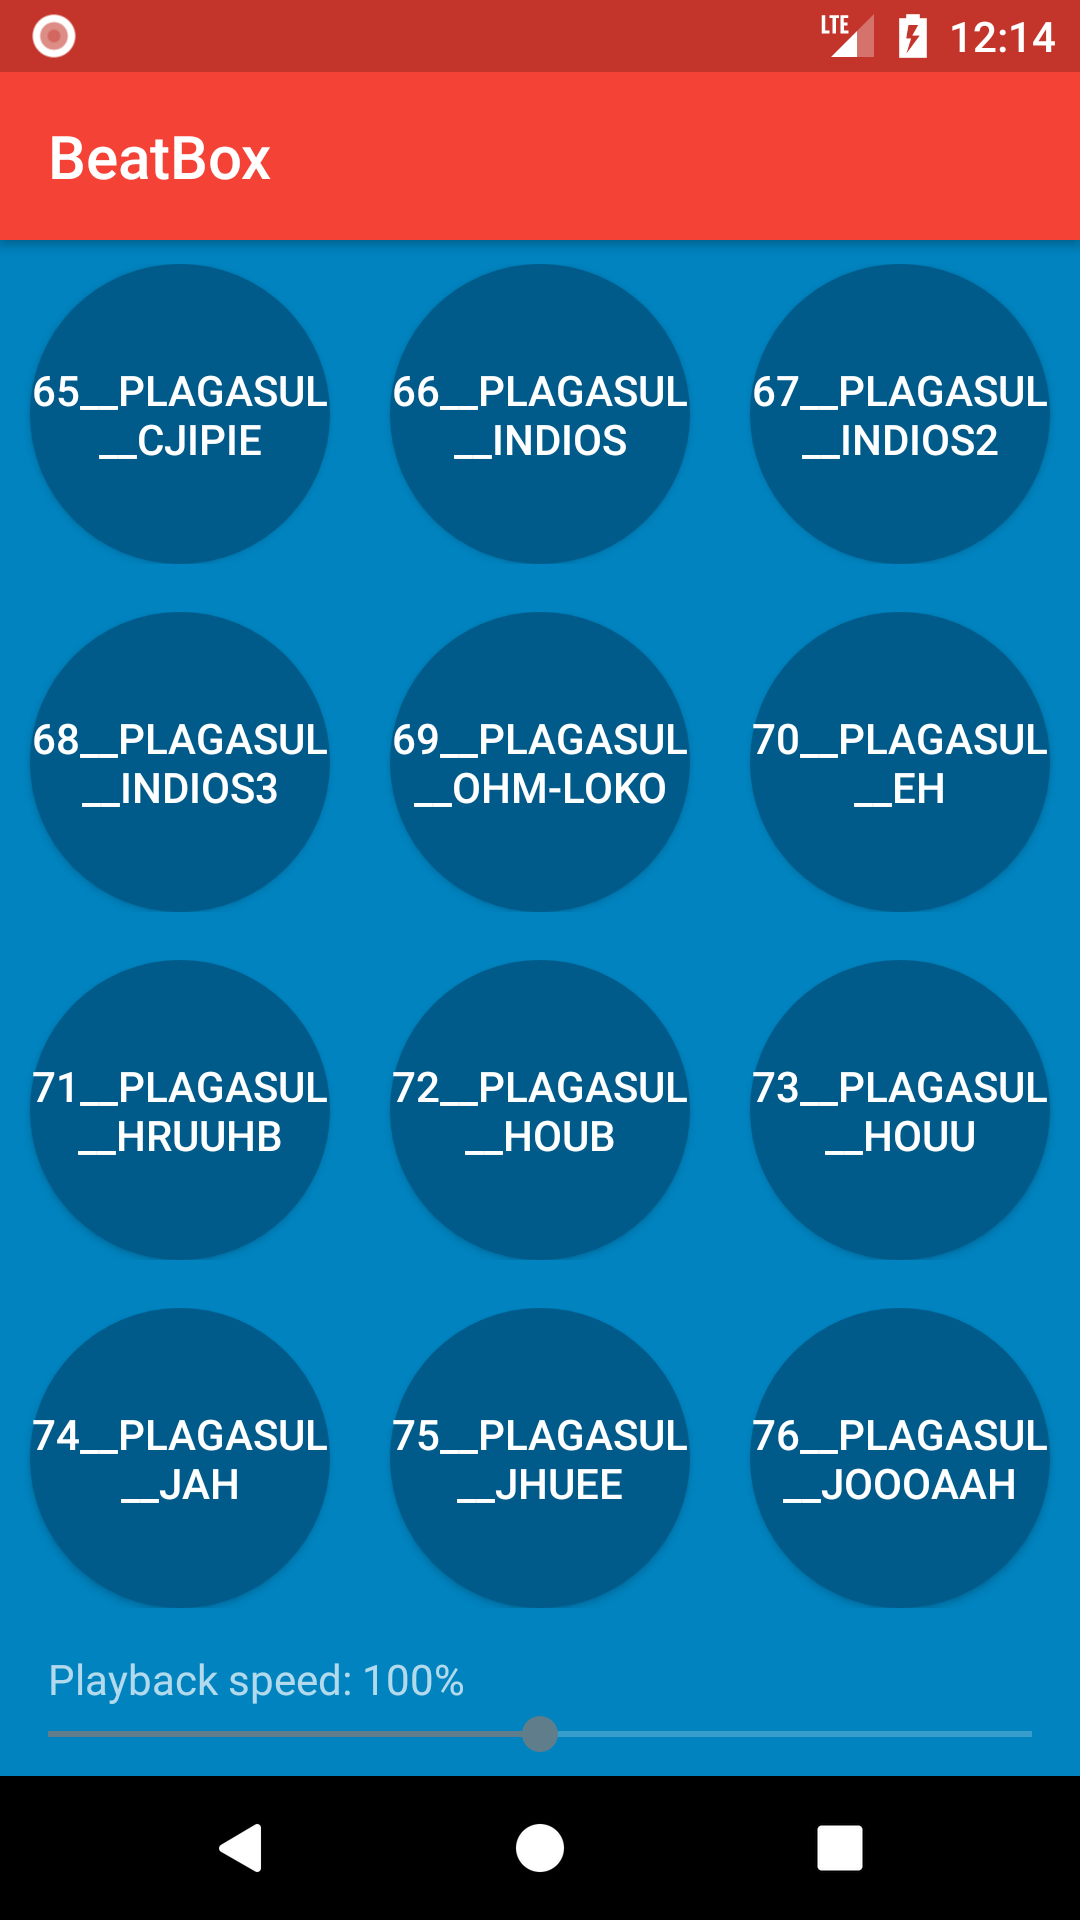 LTE 12:14
BeatBox
65__PLAGASUL
__CJIPIE
66__PLAGASUL
__INDIOS
67__PLAGASUL
__INDIOS2
68__PLAGASUL
__INDIOS3
69__PLAGASUL
__OHM-LOKO
70__PLAGASUL
__EH
71__PLAGASUL
__HRUUHB
72__PLAGASUL
__HOUB
73__PLAGASUL
__HOUU
74__PLAGASUL
__JAH
75__PLAGASUL
__JHUEE
76__PLAGASUL
__JOOOAAH
Playback speed: 100%